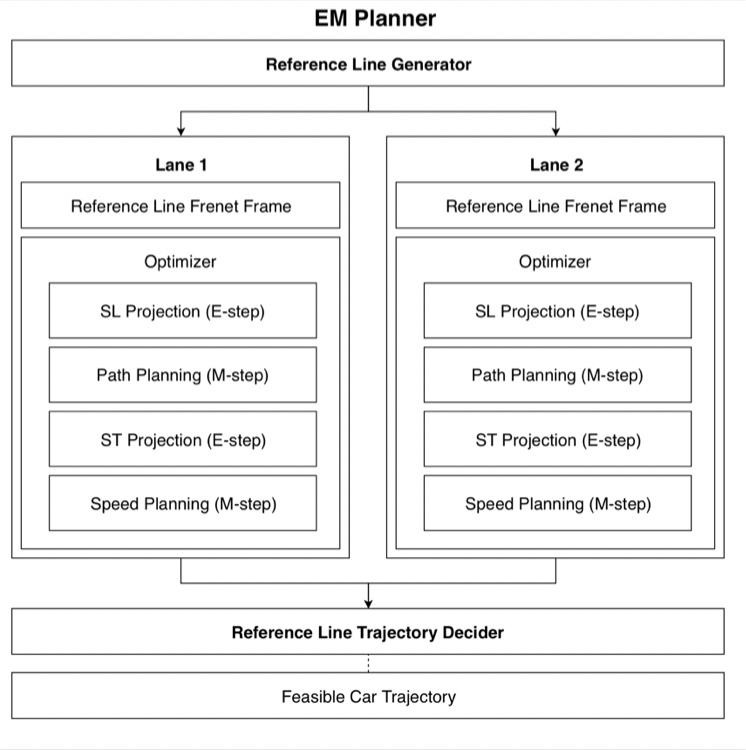 EM Planner
Reference Line Generator
Lane 1
Reference Line Frenet Frame
Optimizer
SL Projection (E-step)
Path Planning (M-step)
ST Projection (E-step)
Speed Planning (M-step)
Lane 2
Reference Line Frenet Frame
Optimizer
SL Projection (E-step)
Path Planning (M-step)
ST Projection (E-step)
Speed Planning (M-step)
Reference Line Trajectory Decider
Feasible Car Trajectory